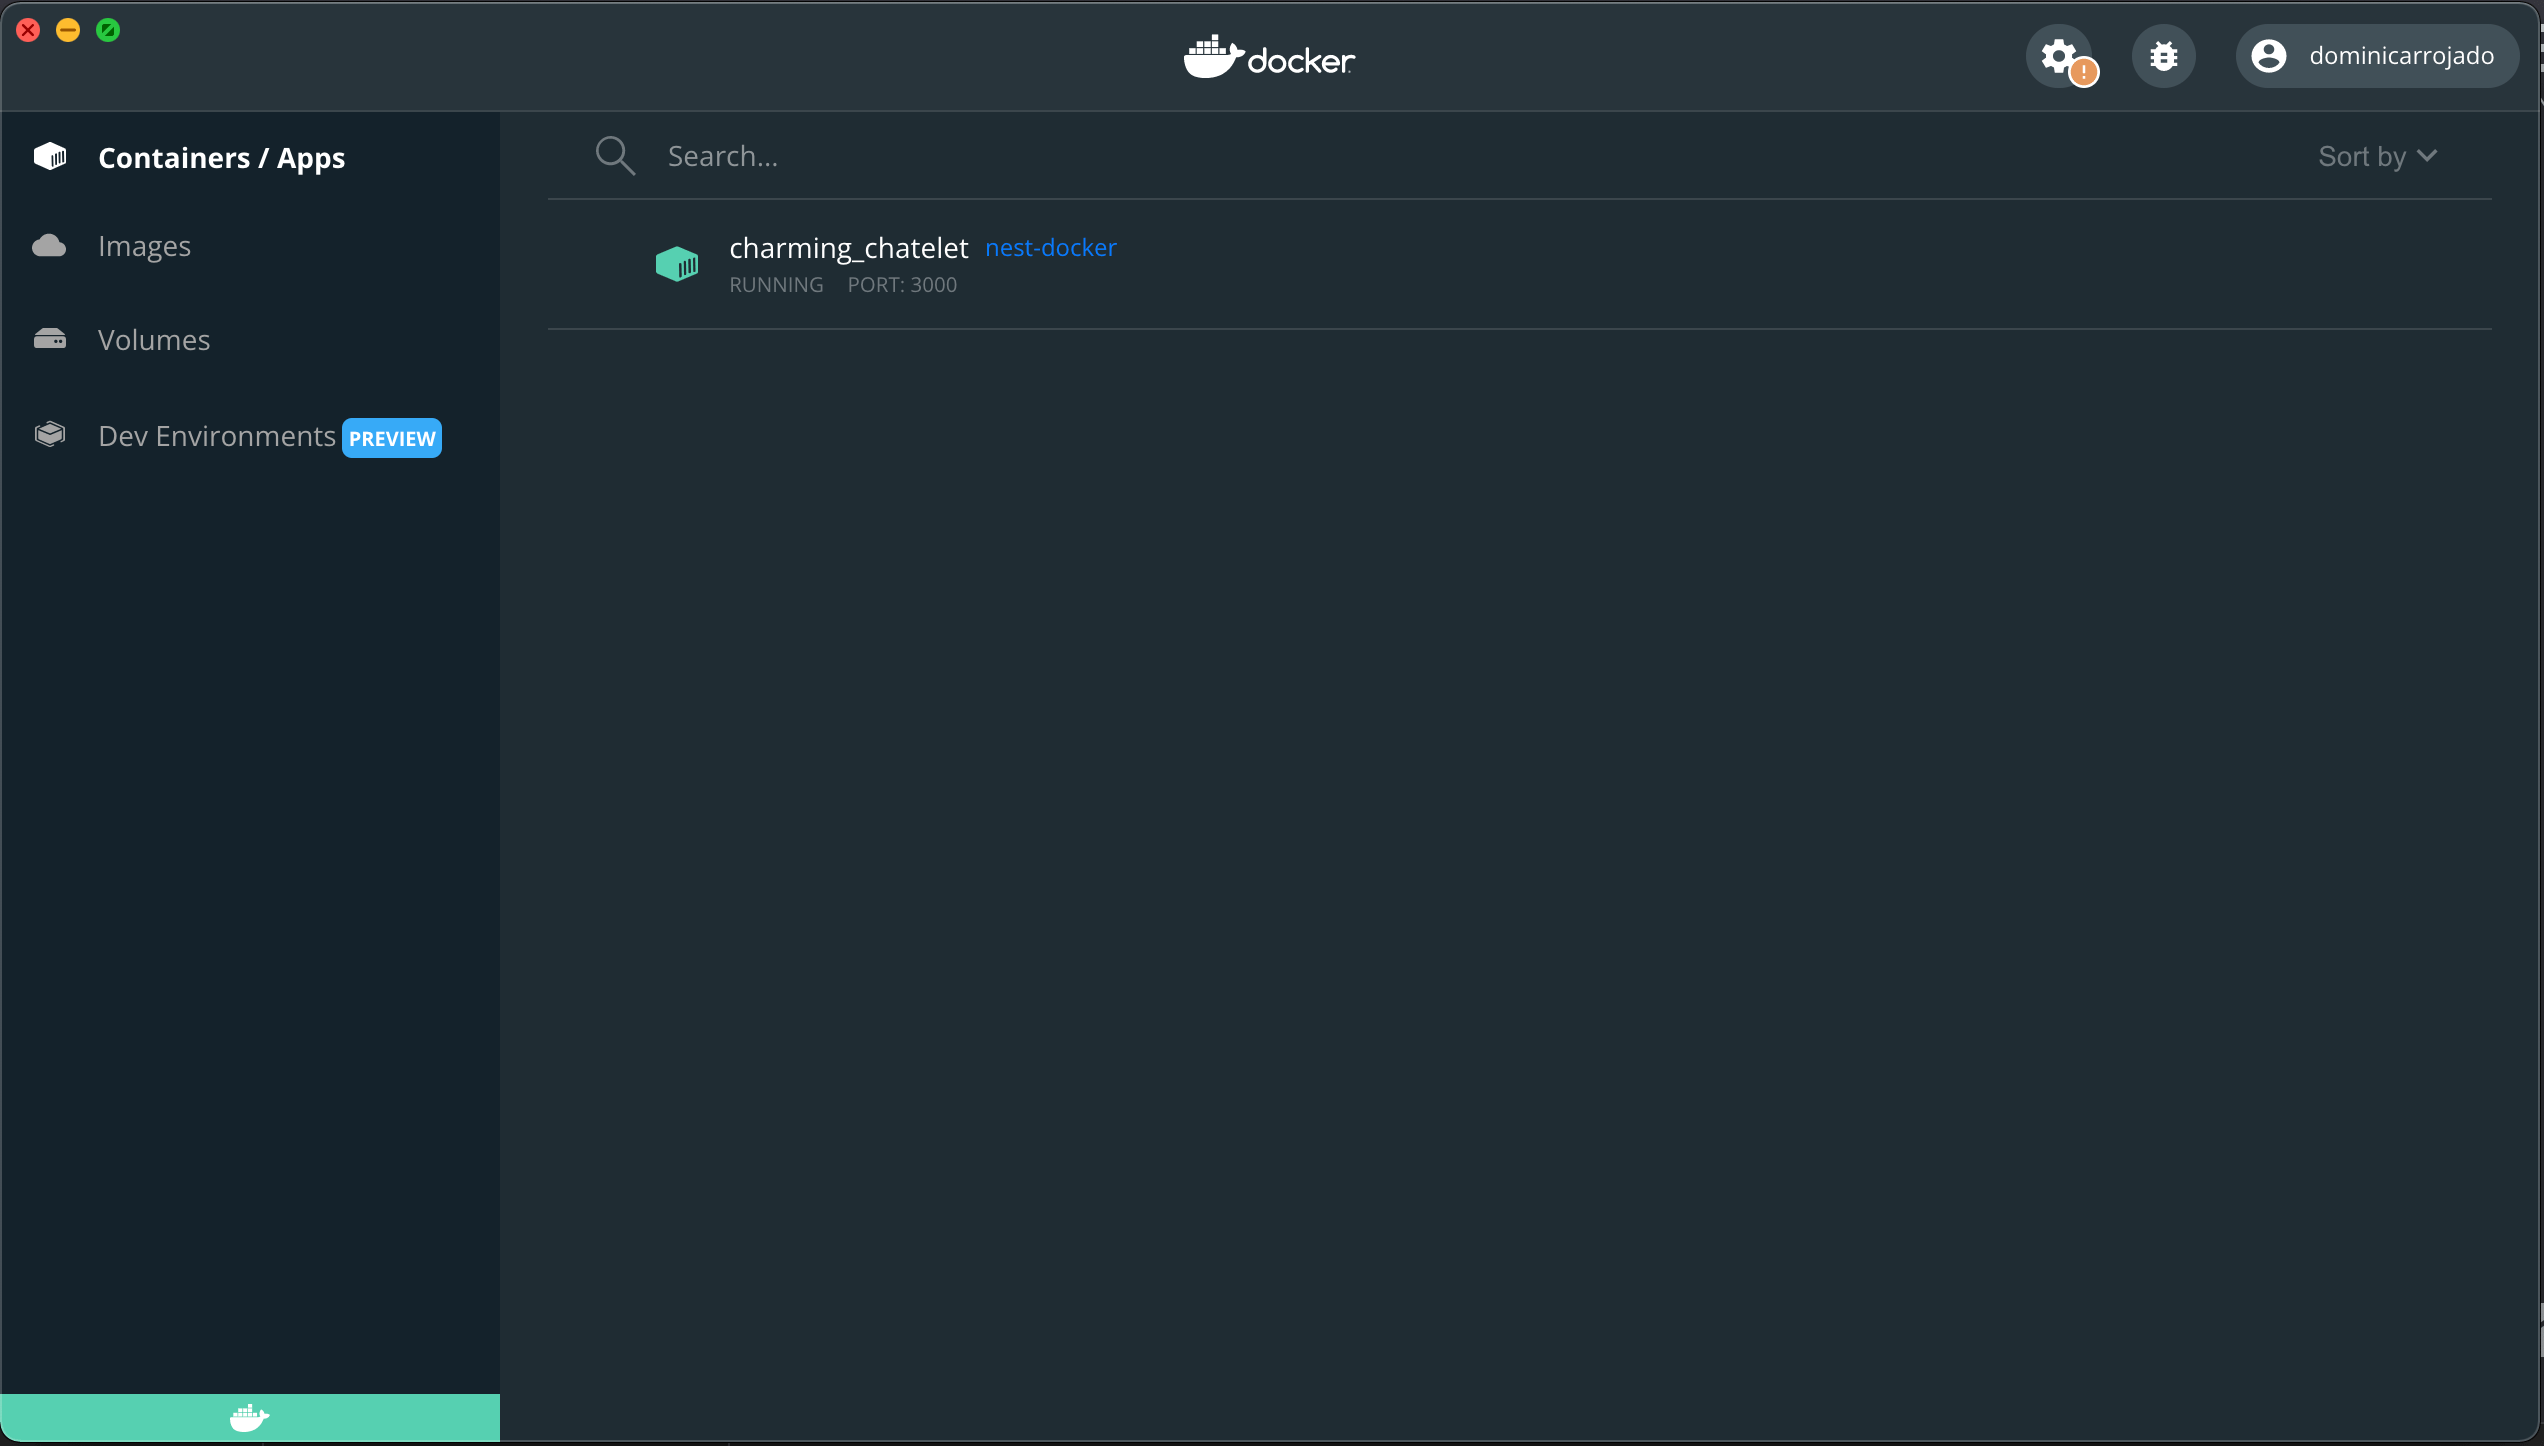 docker
dominicarrojado
Containers / Apps
Images
Volumes
Dev Environments PREVIEW
Search...
Sort by
charming_chatelet nest-docker
RUNNING PORT: 3000